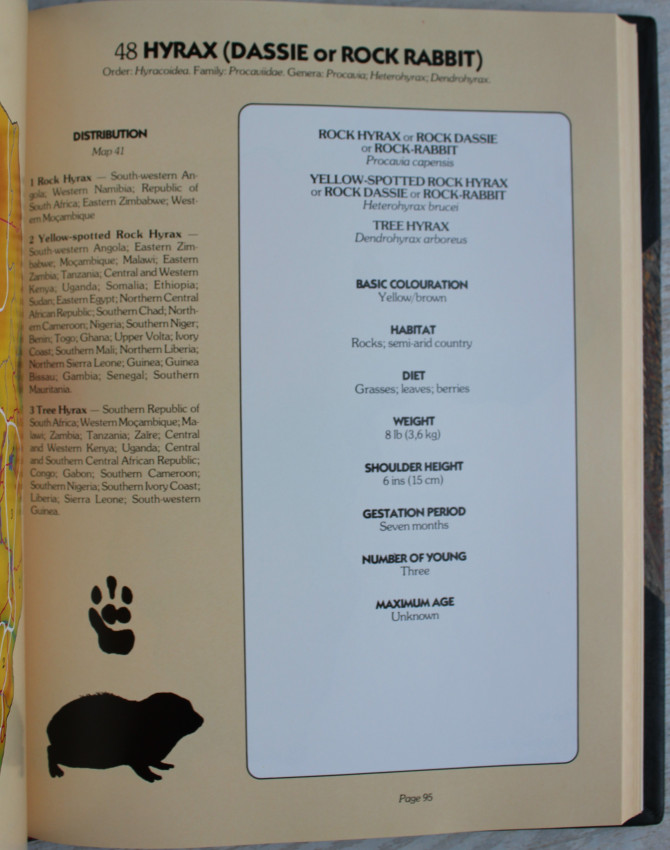 48 HYRAX (DASSIE or ROCK RABBIT)
Order: Hyracoidea. Family: Procaviidae. Genera: Procavia; Heterohyrax; Dendrohyrax.
DISTRIBUTION
Map 41
1 Rock Hyrax — South-western An-
gola; Western Namibia; Republic of
South Africa; Eastern Zimbabwe; West-
ern Moçambique
2 Yellow-spotted Rock Hyrax —
South-western Angola; Eastern Zim-
babwe; Moçambique; Malawi; Eastern
Zambia; Tanzania; Central and Western
Kenya; Uganda; Somalia; Ethiopia;
Sudan; Eastern Egypt; Northern Central
African Republic; Southern Chad; North-
ern Cameroon; Nigeria; Southern Niger;
Benin; Togo; Ghana; Upper Volta; Ivory
Coast; Southern Mali; Northern Liberia;
Northern Sierra Leone; Guinea; Guinea
Bissau; Gambia; Senegal; Southern
Mauritania.
3 Tree Hyrax — Southern Republic of
South Africa; Western Moçambique; Ma-
lawi; Zambia; Tanzania; Zaïre; Central
and Western Kenya; Uganda; Central
and Southern Central African Republic;
Congo; Gabon; Southern Cameroon;
Southern Nigeria; Southern Ivory Coast;
Liberia; Sierra Leone; South-western
Guinea.
ROCK HYRAX or ROCK DASSIE
or ROCK-RABBIT
Procavia capensis
YELLOW-SPOTTED ROCK HYRAX
or ROCK DASSIE or ROCK-RABBIT
Heterohyrax brucei
TREE HYRAX
Dendrohyrax arboreus
BASIC COLOURATION
Yellow/brown
HABITAT
Rocks; semi-arid country
DIET
Grasses; leaves; berries
WEIGHT
8 lb (3,6 kg)
SHOULDER HEIGHT
6 ins (15 cm)
GESTATION PERIOD
Seven months
NUMBER OF YOUNG
Three
MAXIMUM AGE
Unknown
Page 95